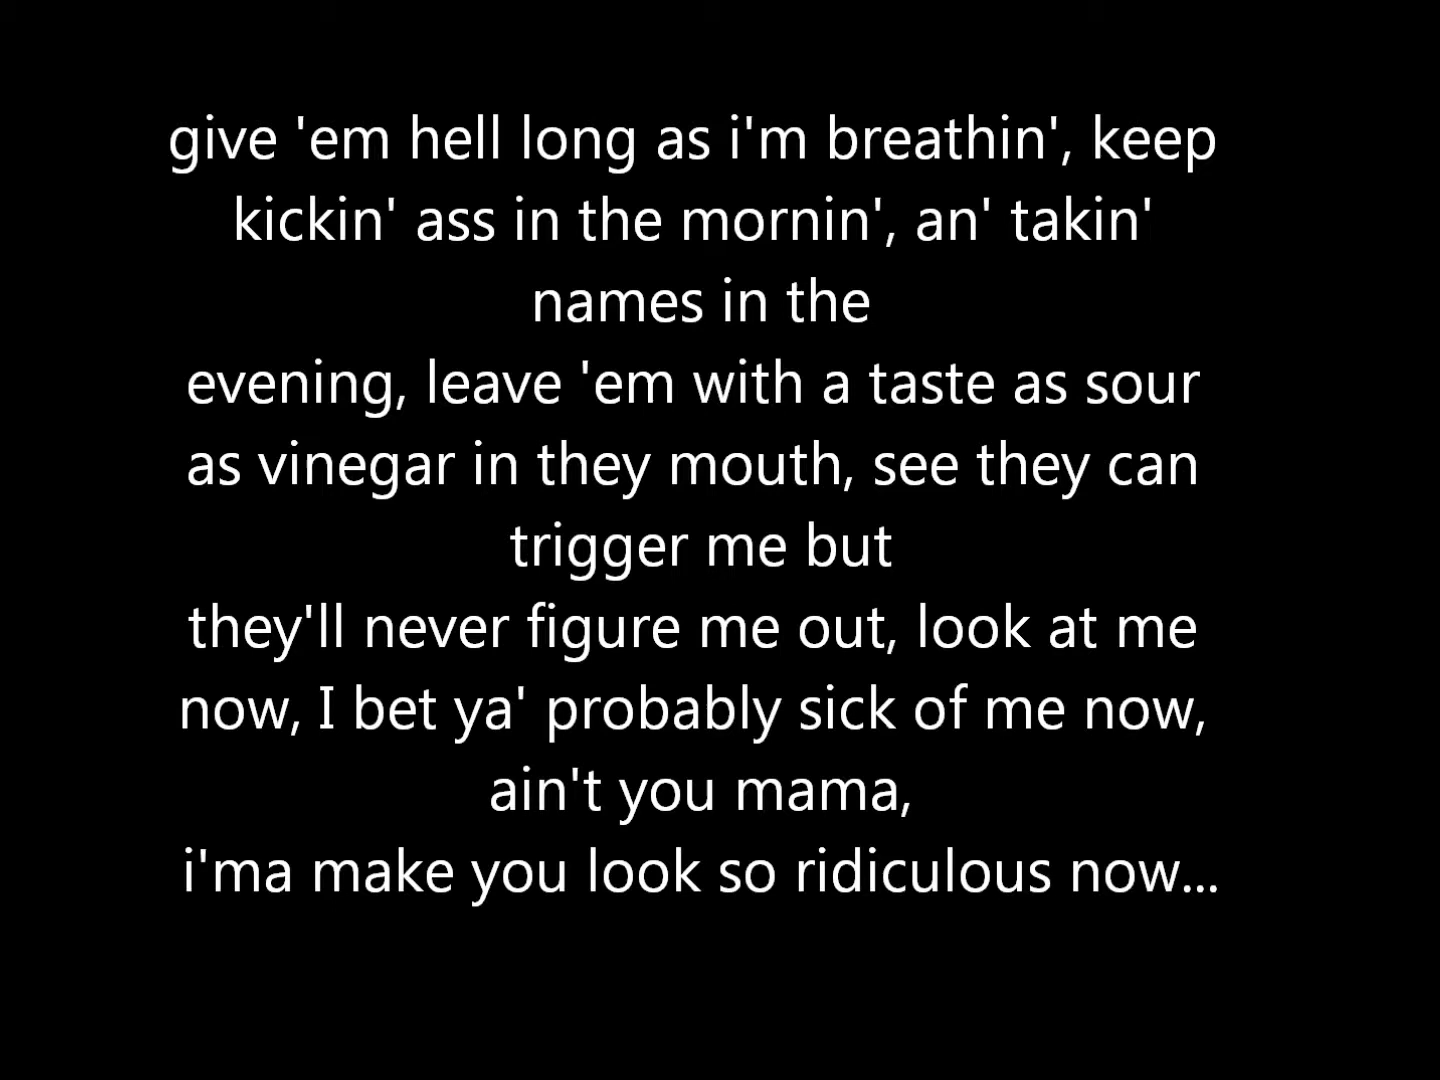 give 'em hell long as i'm breathin', keep
kickin' ass in the mornin', an' takin'
names in the
evening, leave 'em with a taste as sour
as vinegar in they mouth, see they can
trigger me but
they'll never figure me out, look at me
now, I bet ya' probably sick of me now,
ain't you mama,
i'ma make you look so ridiculous now...